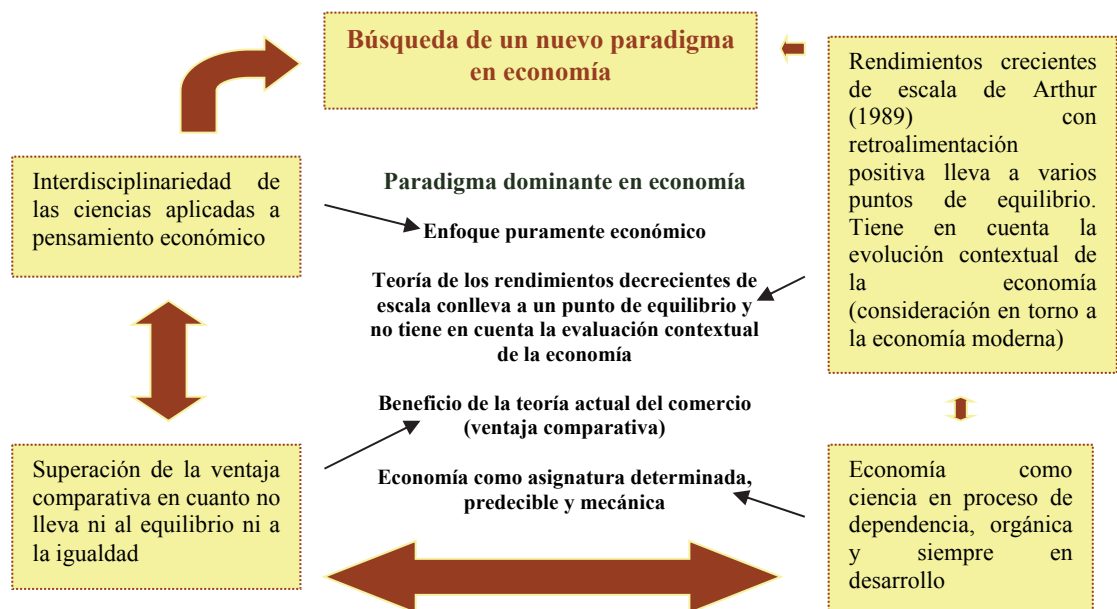 Búsqueda de un nuevo paradigma
en economía
Rendimientos crecientes
de escala de Arthur
(1989) con
retroalimentación
positiva lleva a varios
puntos de equilibrio.
Tiene en cuenta la
evolución contextual de
la economía
(consideración en torno a
la economía moderna)
Interdisciplinariedad de
las ciencias aplicadas a
pensamiento económico
Paradigma dominante en economía
Enfoque puramente económico
Teoría de los rendimientos decrecientes de
escala conlleva a un punto de equilibrio y
no tiene en cuenta la evaluación contextual
de la economía
Beneficio de la teoría actual del comercio
(ventaja comparativa)
Economía como asignatura determinada,
predecible y mecánica
Superación de la ventaja
comparativa en cuanto no
lleva ni al equilibrio ni a
la igualdad
Economía como
ciencia en proceso de
dependencia, orgánica
y siempre en
desarrollo